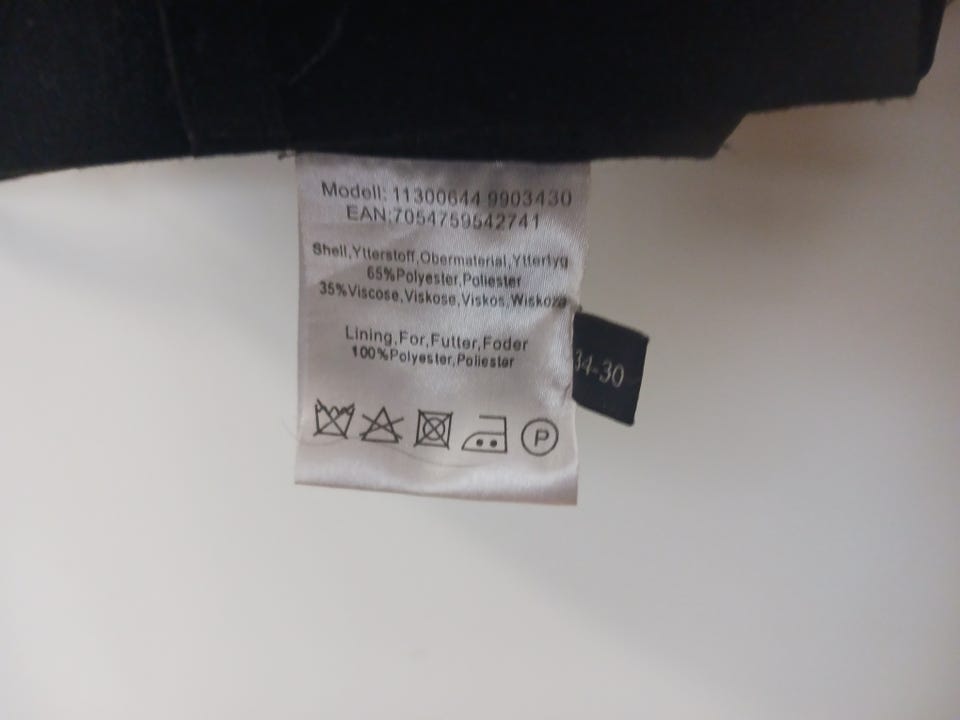 Modell: 11300644 9903430
EAN:7054759542741
Shell,Ytterstoff,Obermaterial,Yttertyg
65%Polyester,Poliester
35%Viscose,Viskose,Viskos,Wiskoza
Lining,For,Futter,Foder
100%Polyester,Poliester
34-30
P